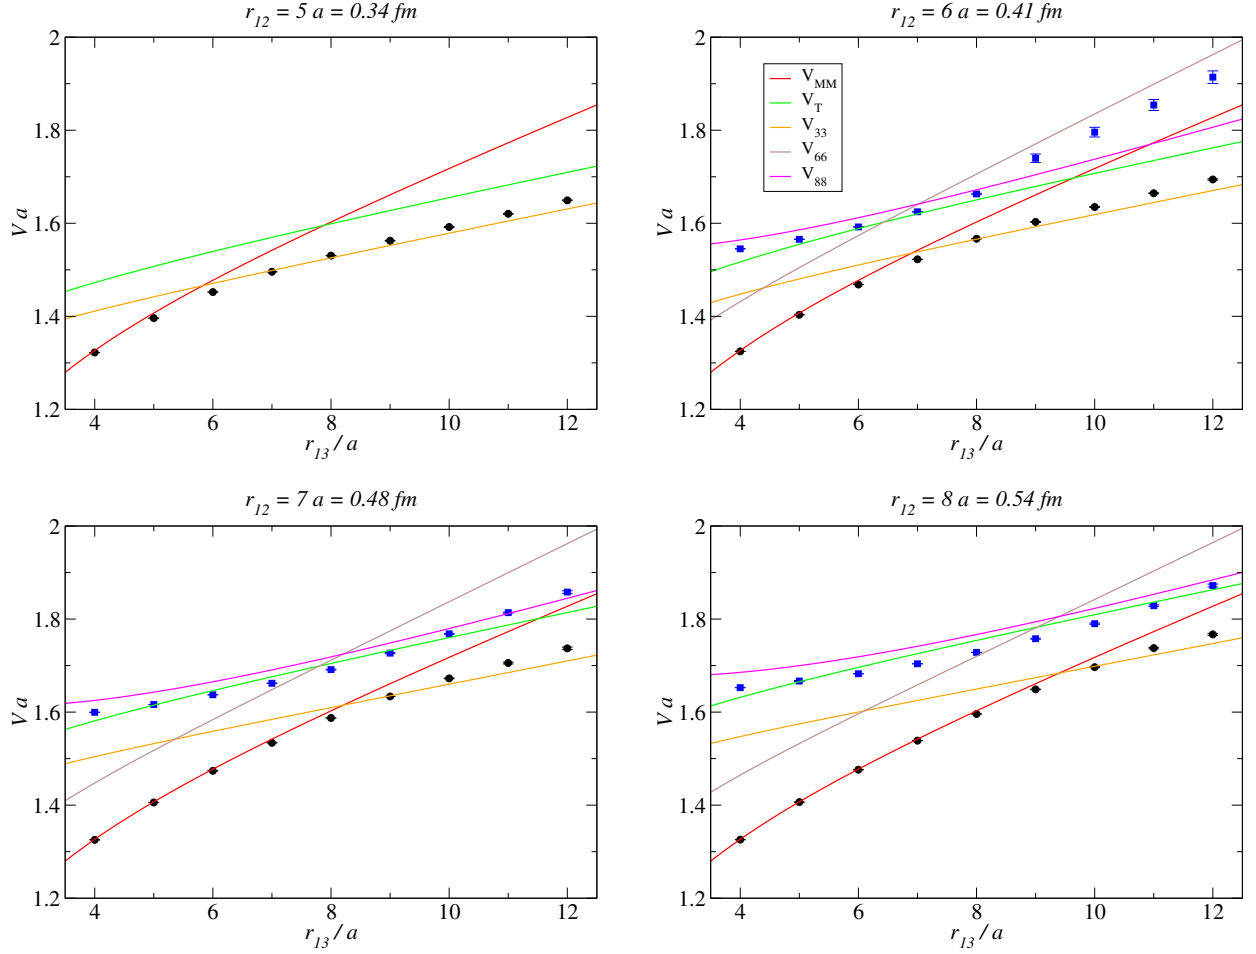 r12 = 5 a = 0.34 fm
2
1.8
1.6
1.4
1.2
V a
4 6 8 10 12
r13 / a
r12 = 6 a = 0.41 fm
2
1.8
1.6
1.4
1.2
V a
VMM
VT
V33
V66
V88
4 6 8 10 12
r13 / a
r12 = 7 a = 0.48 fm
2
1.8
1.6
1.4
1.2
V a
4 6 8 10 12
r13 / a
r12 = 8 a = 0.54 fm
2
1.8
1.6
1.4
1.2
V a
4 6 8 10 12
r13 / a